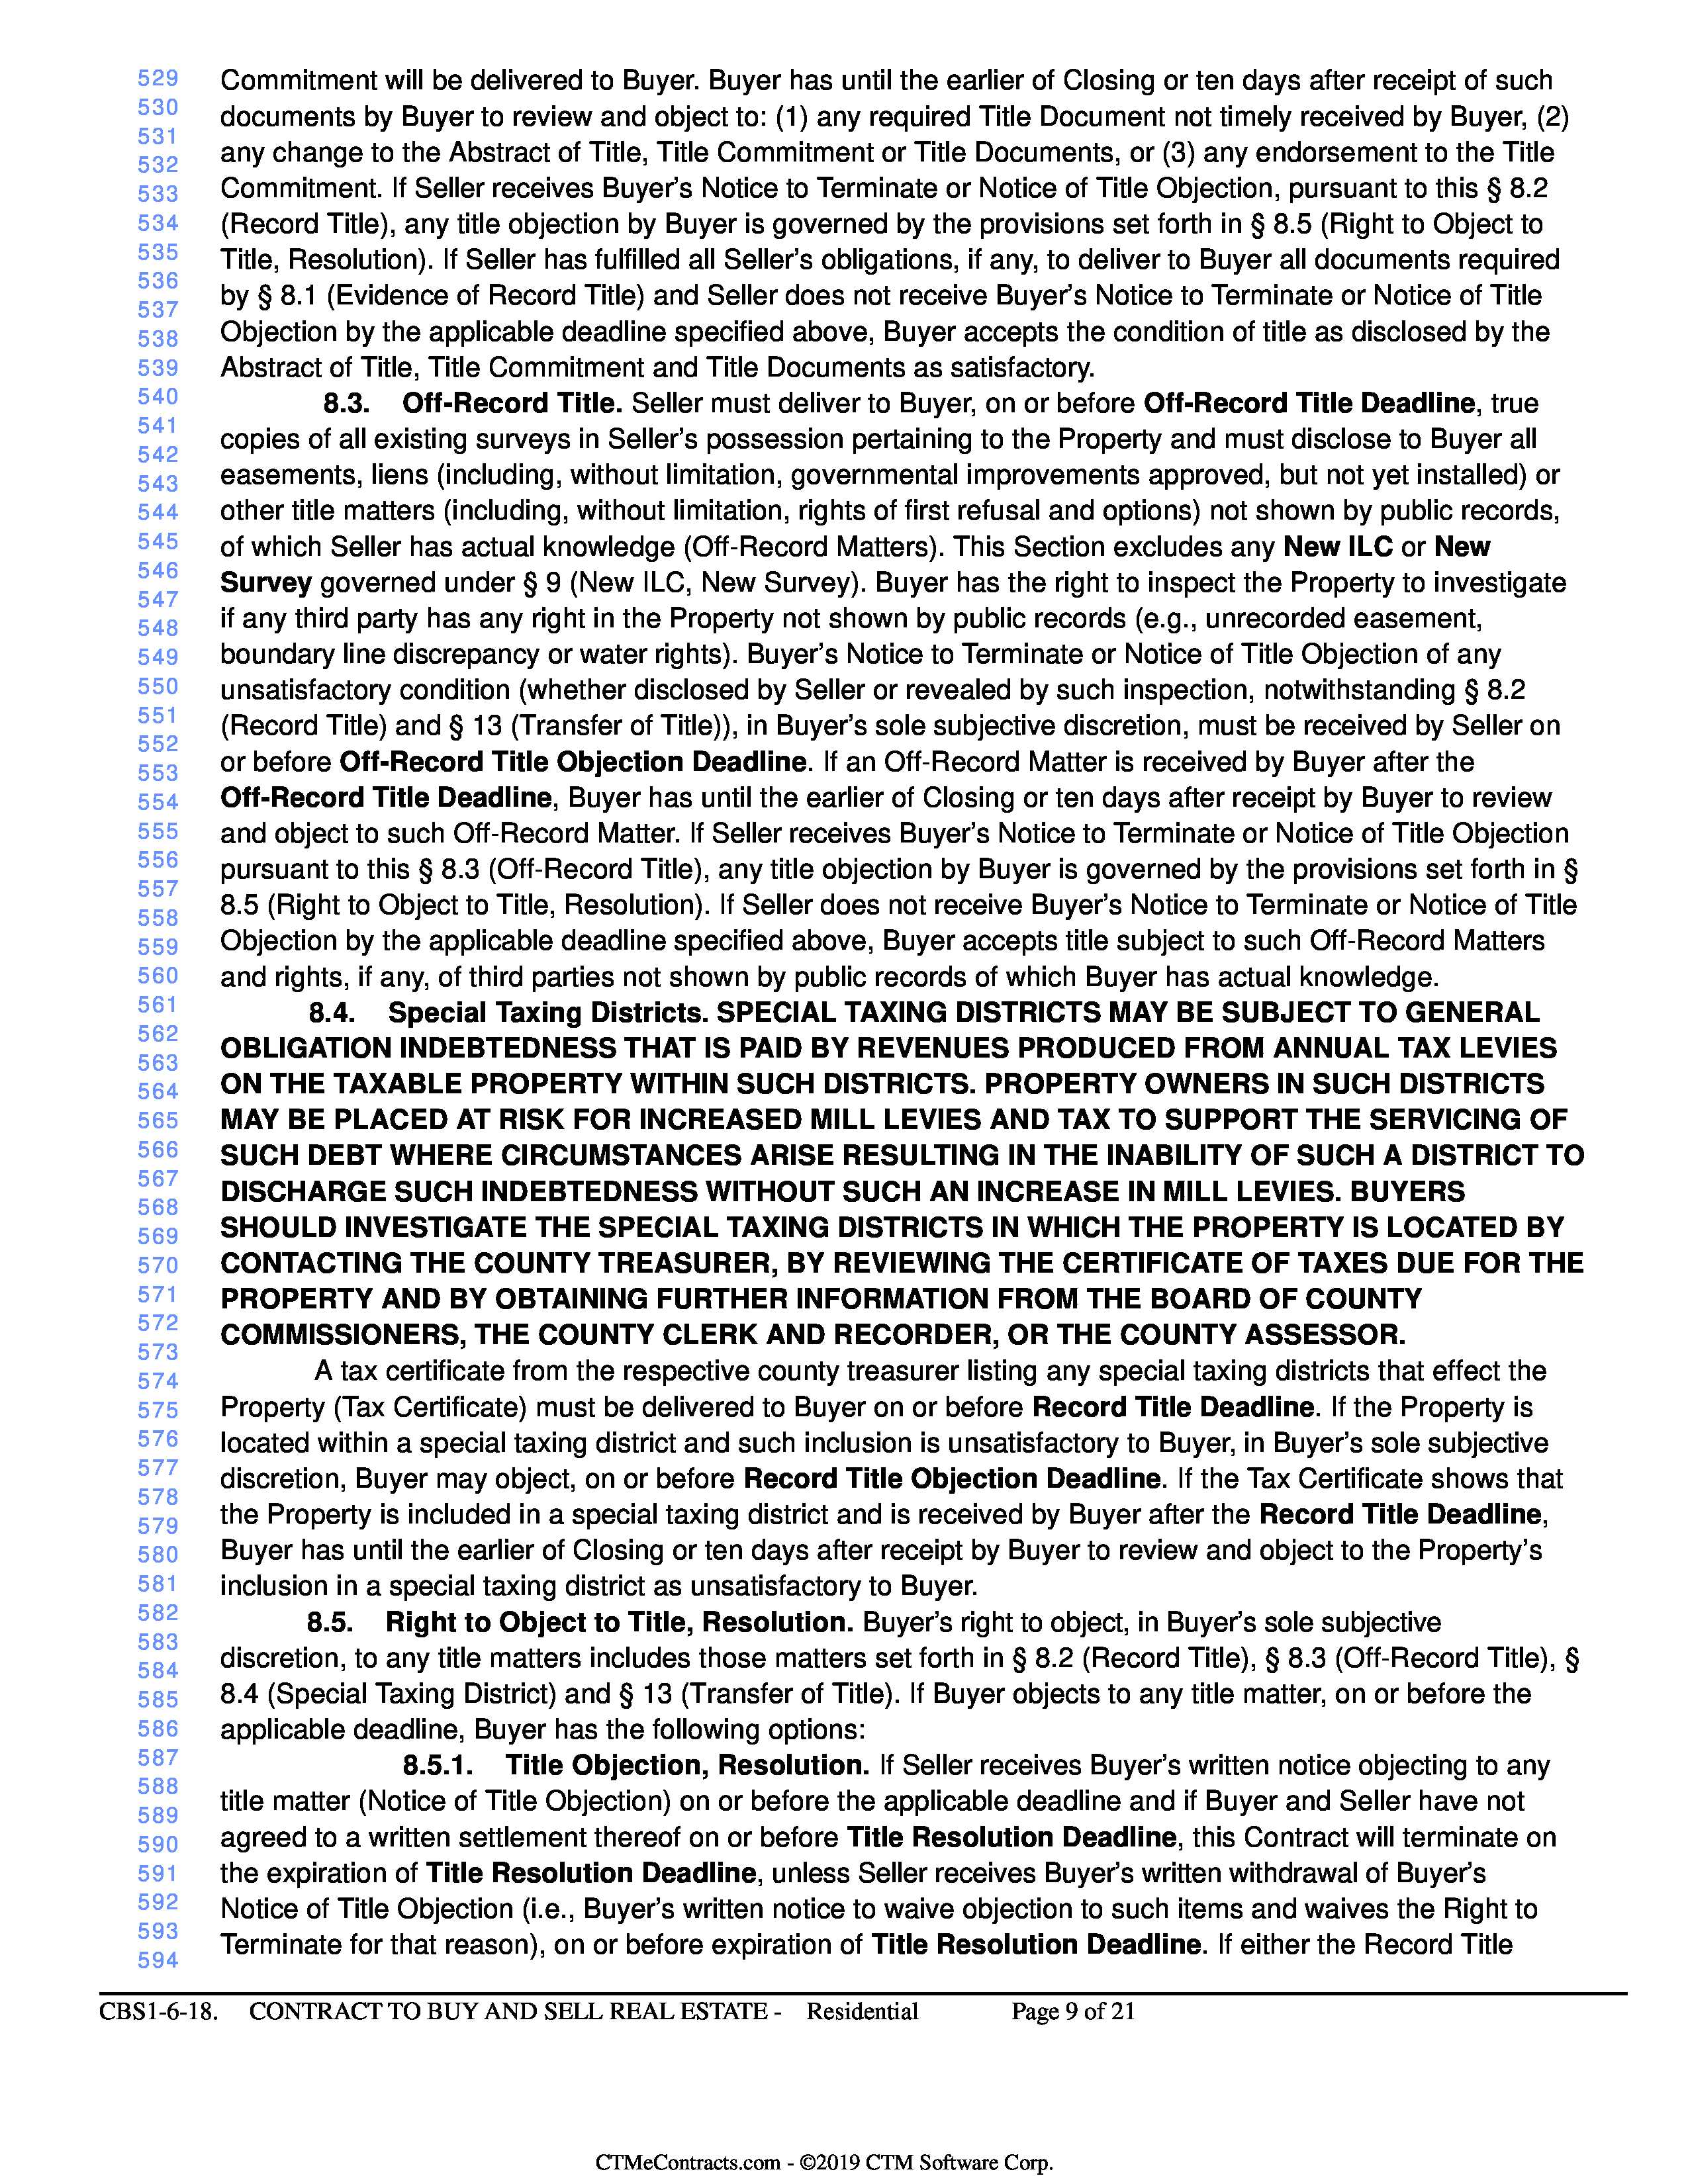 529 Commitment will be delivered to Buyer. Buyer has until the earlier of Closing or ten days after receipt of such
530 documents by Buyer to review and object to: (1) any required Title Document not timely received by Buyer, (2)
531
532 any change to the Abstract of Title, Title Commitment or Title Documents, or (3) any endorsement to the Title
533 Commitment. If Seller receives Buyer's Notice to Terminate or Notice of Title Objection, pursuant to this § 8.2
534 (Record Title), any title objection by Buyer is governed by the provisions set forth in § 8.5 (Right to Object to
535 Title, Resolution). If Seller has fulfilled all Seller's obligations, if any, to deliver to Buyer all documents required
536
537 by § 8.1 (Evidence of Record Title) and Seller does not receive Buyer's Notice to Terminate or Notice of Title
538 Objection by the applicable deadline specified above, Buyer accepts the condition of title as disclosed by the
539 Abstract of Title, Title Commitment and Title Documents as satisfactory.
540 8.3. Off-Record Title. Seller must deliver to Buyer, on or before Off-Record Title Deadline, true
541
542 copies of all existing surveys in Seller's possession pertaining to the Property and must disclose to Buyer all
543 easements, liens (including, without limitation, governmental improvements approved, but not yet installed) or
544 other title matters (including, without limitation, rights of first refusal and options) not shown by public records,
545 of which Seller has actual knowledge (Off-Record Matters). This Section excludes any New ILC or New
546
547 Survey governed under § 9 (New ILC, New Survey). Buyer has the right to inspect the Property to investigate
548 if any third party has any right in the Property not shown by public records (e.g., unrecorded easement,
549 boundary line discrepancy or water rights). Buyer's Notice to Terminate or Notice of Title Objection of any
550 unsatisfactory condition (whether disclosed by Seller or revealed by such inspection, notwithstanding § 8.2
551 (Record Title) and § 13 (Transfer of Title)), in Buyer's sole subjective discretion, must be received by Seller on
552
553 or before Off-Record Title Objection Deadline. If an Off-Record Matter is received by Buyer after the
554 Off-Record Title Deadline, Buyer has until the earlier of Closing or ten days after receipt by Buyer to review
555 and object to such Off-Record Matter. If Seller receives Buyer's Notice to Terminate or Notice of Title Objection
556 pursuant to this § 8.3 (Off-Record Title), any title objection by Buyer is governed by the provisions set forth in §
557
558 8.5 (Right to Object to Title, Resolution). If Seller does not receive Buyer's Notice to Terminate or Notice of Title
559 Objection by the applicable deadline specified above, Buyer accepts title subject to such Off-Record Matters
560 and rights, if any, of third parties not shown by public records of which Buyer has actual knowledge.
561 8.4. Special Taxing Districts. SPECIAL TAXING DISTRICTS MAY BE SUBJECT TO GENERAL
562
563 OBLIGATION INDEBTEDNESS THAT IS PAID BY REVENUES PRODUCED FROM ANNUAL TAX LEVIES
564 ON THE TAXABLE PROPERTY WITHIN SUCH DISTRICTS. PROPERTY OWNERS IN SUCH DISTRICTS
565 MAY BE PLACED AT RISK FOR INCREASED MILL LEVIES AND TAX TO SUPPORT THE SERVICING OF
566 SUCH DEBT WHERE CIRCUMSTANCES ARISE RESULTING IN THE INABILITY OF SUCH A DISTRICT TO
567
568 DISCHARGE SUCH INDEBTEDNESS WITHOUT SUCH AN INCREASE IN MILL LEVIES. BUYERS
569 SHOULD INVESTIGATE THE SPECIAL TAXING DISTRICTS IN WHICH THE PROPERTY IS LOCATED BY
570 CONTACTING THE COUNTY TREASURER, BY REVIEWING THE CERTIFICATE OF TAXES DUE FOR THE
571 PROPERTY AND BY OBTAINING FURTHER INFORMATION FROM THE BOARD OF COUNTY
572 COMMISSIONERS, THE COUNTY CLERK AND RECORDER, OR THE COUNTY ASSESSOR.
573
574 A tax certificate from the respective county treasurer listing any special taxing districts that effect the
575 Property (Tax Certificate) must be delivered to Buyer on or before Record Title Deadline. If the Property is
576 located within a special taxing district and such inclusion is unsatisfactory to Buyer, in Buyer's sole subjective
577 discretion, Buyer may object, on or before Record Title Objection Deadline. If the Tax Certificate shows that
578
579 the Property is included in a special taxing district and is received by Buyer after the Record Title Deadline,
580 Buyer has until the earlier of Closing or ten days after receipt by Buyer to review and object to the Property's
581 inclusion in a special taxing district as unsatisfactory to Buyer.
582 8.5. Right to Object to Title, Resolution. Buyer's right to object, in Buyer's sole subjective
583
584 discretion, to any title matters includes those matters set forth in § 8.2 (Record Title), § 8.3 (Off-Record Title), §
585 8.4 (Special Taxing District) and § 13 (Transfer of Title). If Buyer objects to any title matter, on or before the
586 applicable deadline, Buyer has the following options:
587 8.5.1. Title Objection, Resolution. If Seller receives Buyer's written notice objecting to any
588
589 title matter (Notice of Title Objection) on or before the applicable deadline and if Buyer and Seller have not
590 agreed to a written settlement thereof on or before Title Resolution Deadline, this Contract will terminate on
591 the expiration of Title Resolution Deadline, unless Seller receives Buyer's written withdrawal of Buyer's
592 Notice of Title Objection (i.e., Buyer's written notice to waive objection to such items and waives the Right to
593
594 Terminate for that reason), on or before expiration of Title Resolution Deadline. If either the Record Title
CBS1-6-18. CONTRACT TO BUY AND SELL REAL ESTATE - Residential Page 9 of 21
CTMeContracts.com - ©2019 CTM Software Corp.